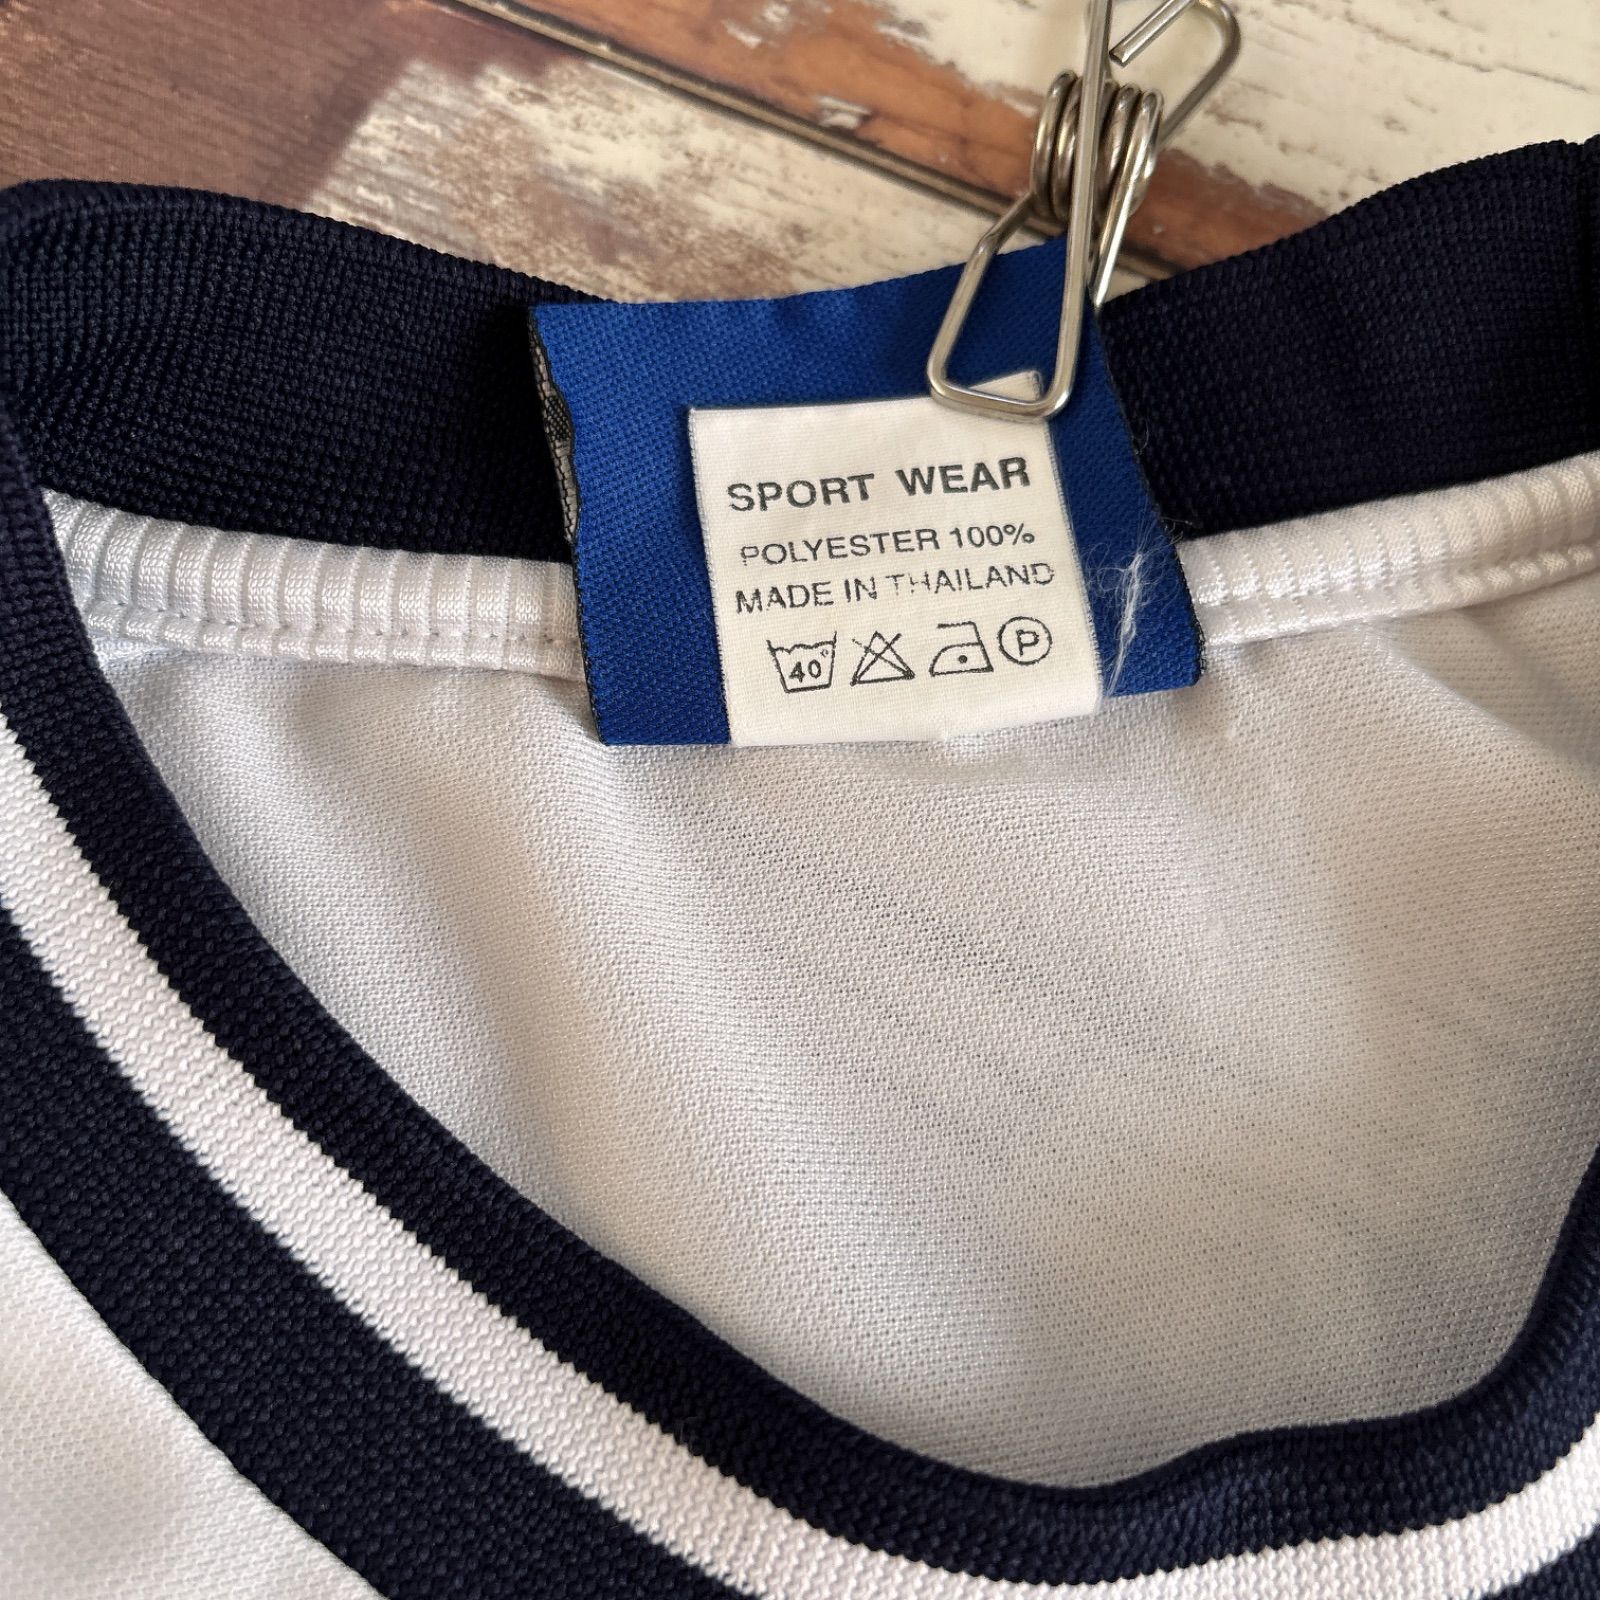 SPORT WEAR
POLYESTER 100%
MADE IN THAILAND
40° P